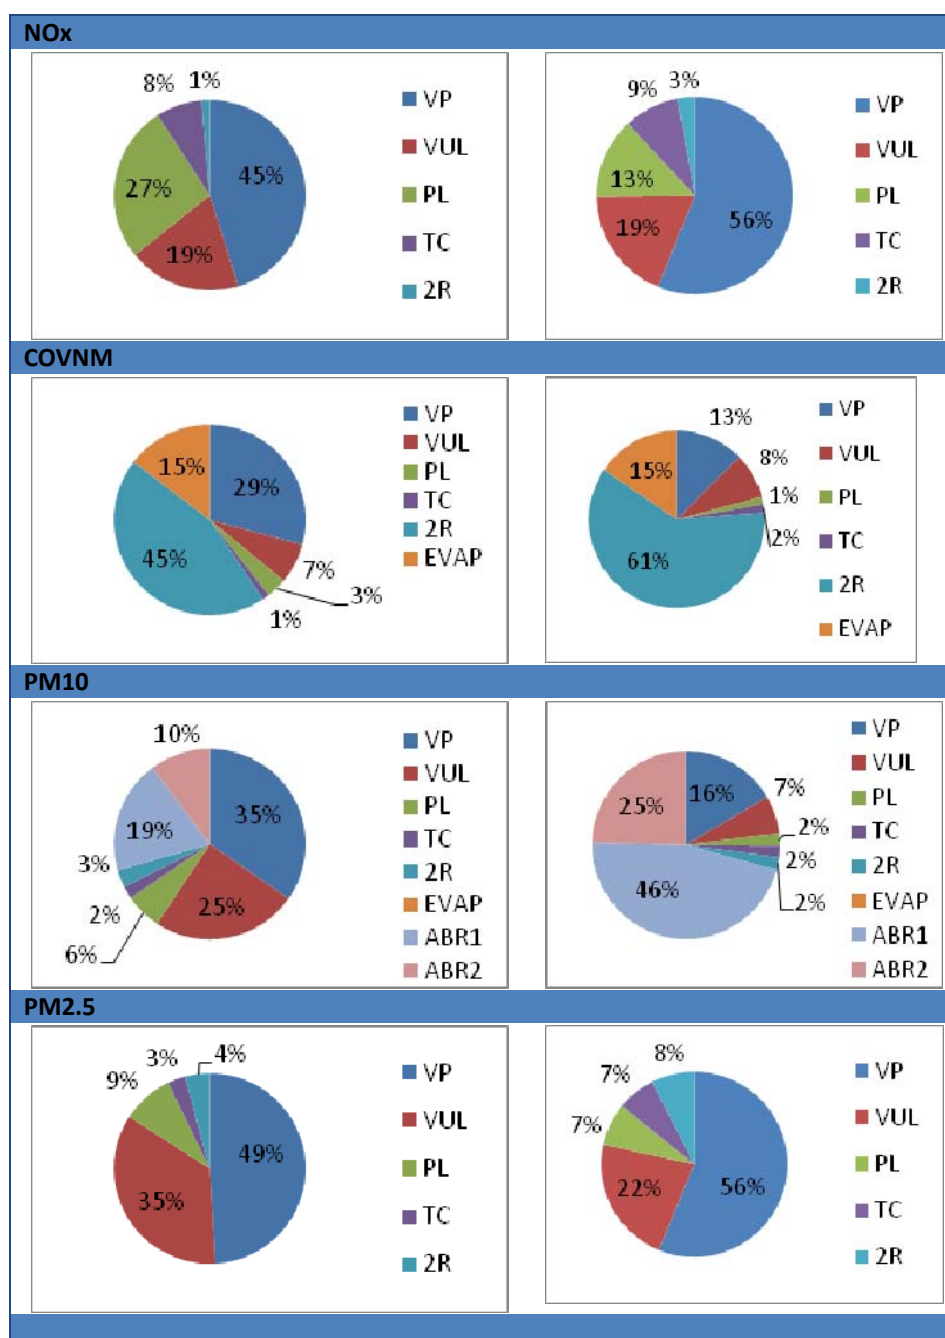 NOx
8%
1%
45%
27%
19%
VP
VUL
PL
TC
2R
9%
3%
13%
19%
56%
VP
VUL
PL
TC
2R
COVNM
15%
29%
45%
7%
3%
1%
VP
VUL
PL
TC
2R
EVAP
13%
8%
15%
1%
2%
61%
VP
VUL
PL
TC
2R
EVAP
PM10
10%
35%
19%
3%
25%
2%
6%
VP
VUL
PL
TC
2R
EVAP
ABR1
ABR2
16%
7%
25%
2%
2%
46%
2%
VP
VUL
PL
TC
2R
EVAP
ABR1
ABR2
PM2.5
3%
4%
9%
49%
35%
VP
VUL
PL
TC
2R
8%
7%
7%
22%
56%
VP
VUL
PL
TC
2R